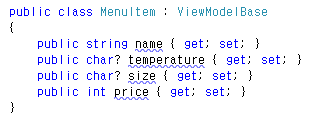 public class MenuItem : ViewModelBase
{
    public string name { get; set; }
    public char? temperature { get; set; }
    public char? size { get; set; }
    public int price { get; set; }
}